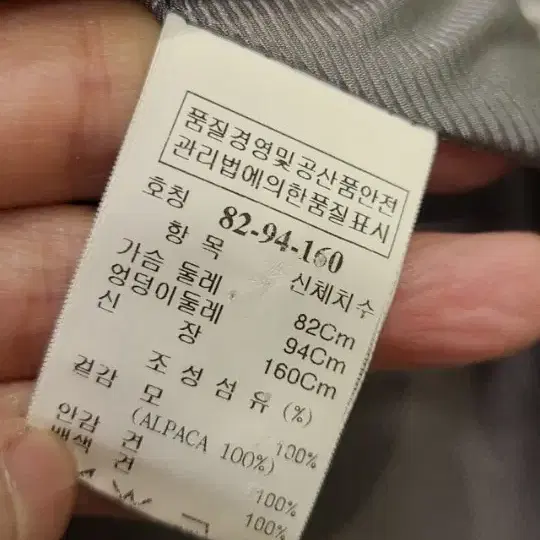 품질경영및공산품안전
관리법에의한품질표시
호칭 82-94-160
항 목 신체치수
가슴 둘레 82Cm
엉덩이둘레 94Cm
신 장 160Cm
조성섬유 (%)
겉감 모 100%
(ALPACA 100%)
안감 견 100%
배색 견 100%